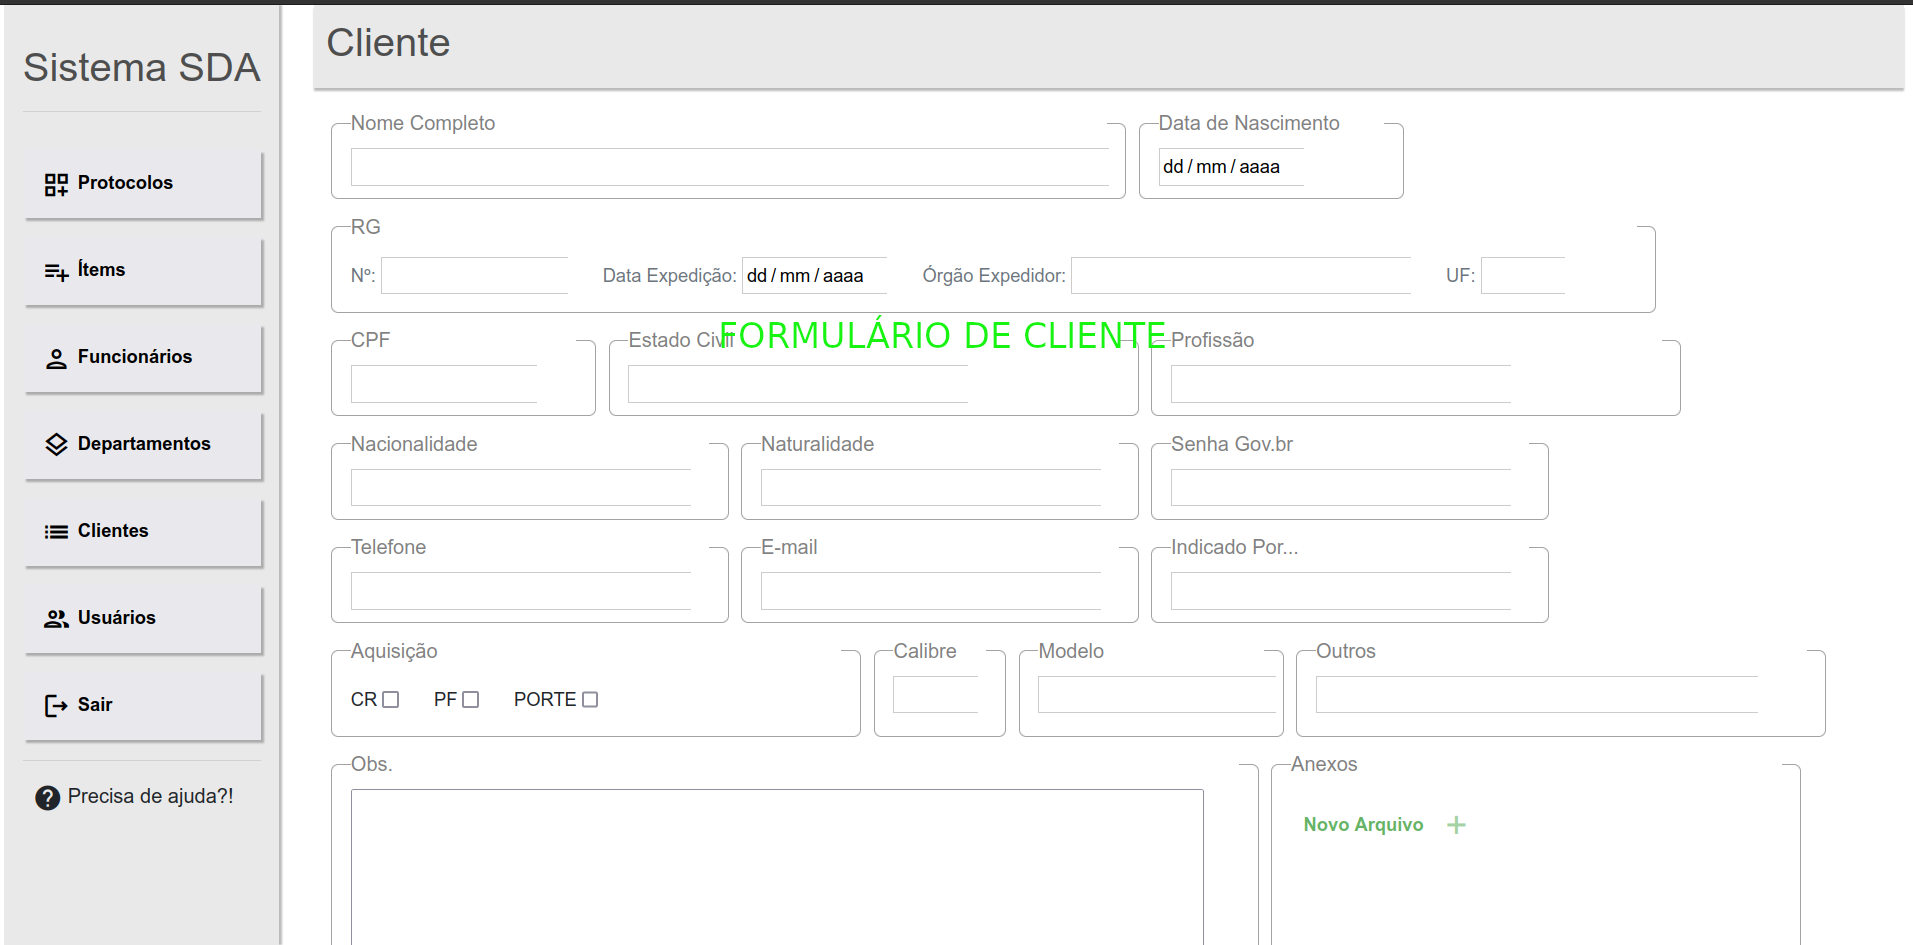 Sistema SDA
Protocolos
Ítems
Funcionários
Departamentos
Clientes
Usuários
Sair
Precisa de ajuda?!
Cliente
Nome Completo
Data de Nascimento
dd / mm / aaaa
RG
Nº: Data Expedição: dd / mm / aaaa Órgão Expedidor: UF:
FORMULÁRIO DE CLIENTE
CPF
Estado Civil
Profissão
Nacionalidade
Naturalidade
Senha Gov.br
Telefone
E-mail
Indicado Por...
Aquisição
CR PF PORTE
Calibre
Modelo
Outros
Obs.
Anexos
Novo Arquivo +